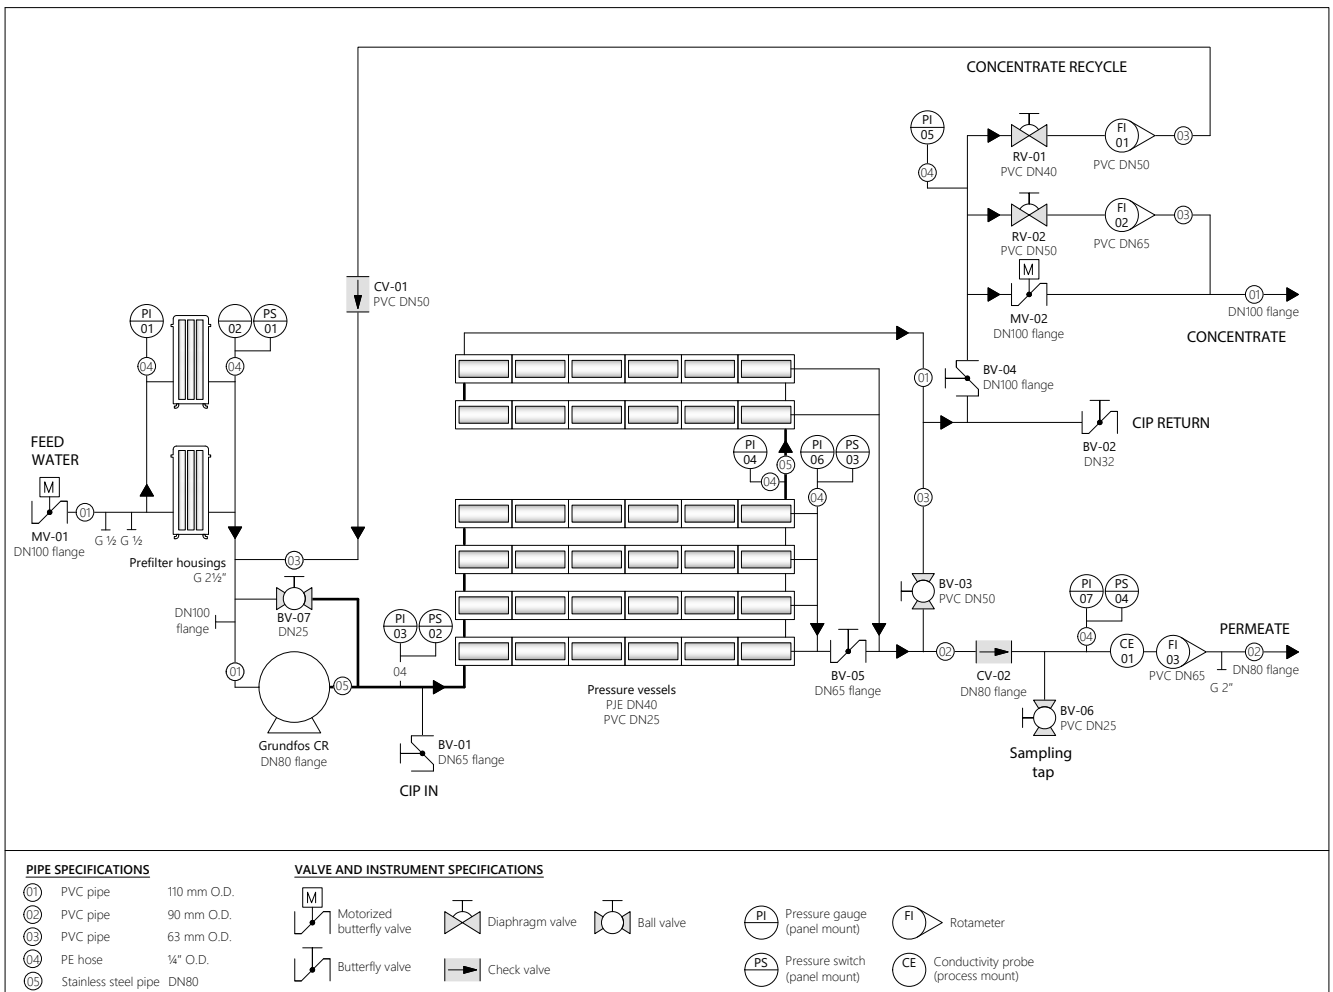 CONCENTRATE RECYCLE
PI
05
04
RV-01
PVC DN40
FI
01
PVC DN50
03
RV-02
PVC DN50
FI
02
PVC DN65
03
M
MV-02
DN100 flange
01
DN100 flange
CONCENTRATE
CV-01
PVC DN50
PI
01
02
PS
01
04
04
01
BV-04
DN100 flange
BV-02
DN32
CIP RETURN
FEED
WATER
M
01
MV-01
DN100 flange
G ½ G ½
Prefilter housings
G 2½"
03
PI
04
04
05
PI
06
PS
03
04
03
BV-03
PVC DN50
DN100
flange
BV-07
DN25
01
05
Grundfos CR
DN80 flange
PI
03
PS
02
04
BV-01
DN65 flange
CIP IN
Pressure vessels
PJE DN40
PVC DN25
BV-05
DN65 flange
02
CV-02
DN80 flange
PI
07
PS
04
04
CE
01
FI
03
PVC DN65
G 2"
02
PERMEATE
DN80 flange
BV-06
PVC DN25
Sampling
tap
PIPE SPECIFICATIONS
01 PVC pipe 110 mm O.D.
02 PVC pipe 90 mm O.D.
03 PVC pipe 63 mm O.D.
04 PE hose ¼" O.D.
05 Stainless steel pipe DN80
VALVE AND INSTRUMENT SPECIFICATIONS
M
Motorized
butterfly valve
Butterfly valve
Diaphragm valve
Check valve
Ball valve
PI
Pressure gauge
(panel mount)
PS
Pressure switch
(panel mount)
FI
Rotameter
CE
Conductivity probe
(process mount)